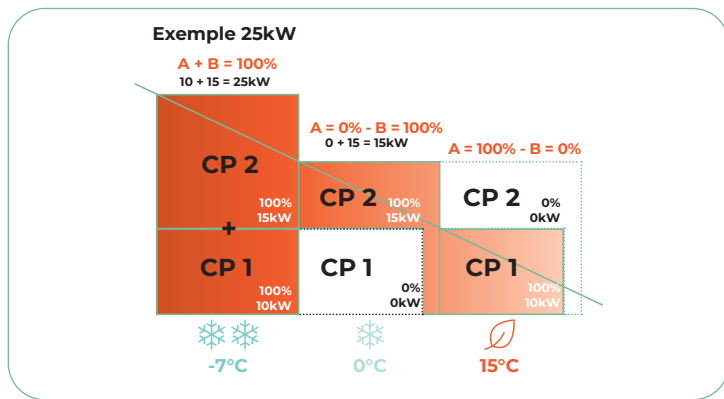 Exemple 25kW
A + B = 100%
10 + 15 = 25kW
A = 0% - B = 100%
0 + 15 = 15kW
A = 100% - B = 0%
CP 2
100%
15kW
CP 2
100%
15kW
CP 2
0%
0kW
+
CP 1
100%
10kW
CP 1
0%
0kW
CP 1
100%
10kW
-7°C
0°C
15°C